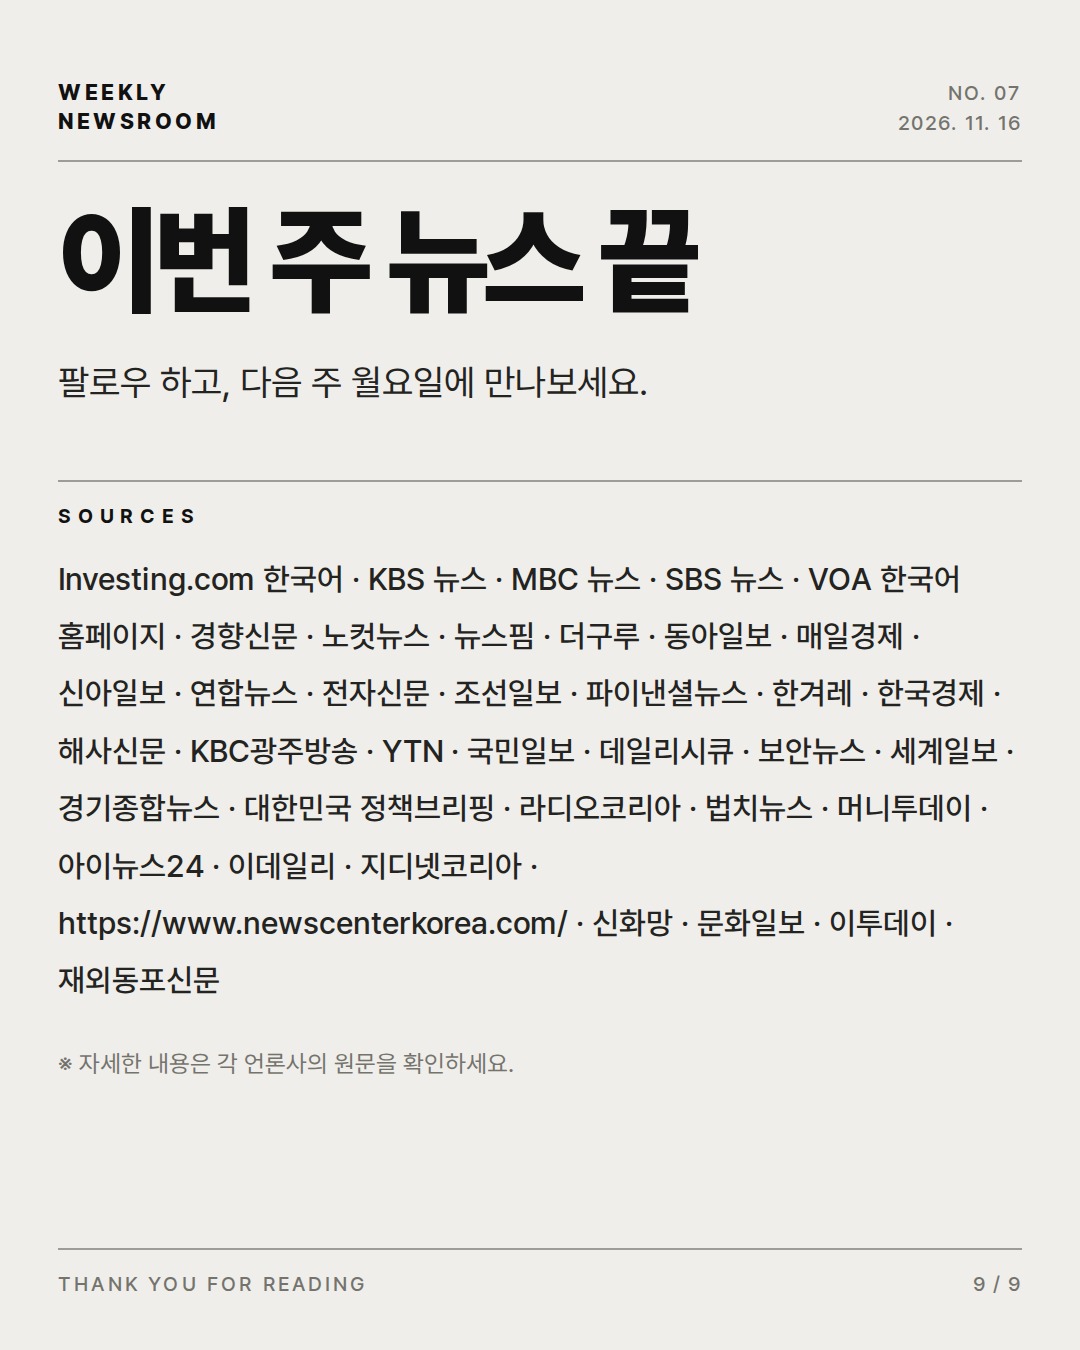 WEEKLY
NEWSROOM
NO. 07
2026. 11. 16
이번 주 뉴스 끝
팔로우 하고, 다음 주 월요일에 만나보세요.
SOURCES
Investing.com 한국어 · KBS 뉴스 · MBC 뉴스 · SBS 뉴스 · VOA 한국어
홈페이지 · 경향신문 · 노컷뉴스 · 뉴스핌 · 더구루 · 동아일보 · 매일경제 ·
신아일보 · 연합뉴스 · 전자신문 · 조선일보 · 파이낸셜뉴스 · 한겨레 · 한국경제 ·
해사신문 · KBC광주방송 · YTN · 국민일보 · 데일리시큐 · 보안뉴스 · 세계일보 ·
경기종합뉴스 · 대한민국 정책브리핑 · 라디오코리아 · 법치뉴스 · 머니투데이 ·
아이뉴스24 · 이데일리 · 지디넷코리아 ·
https://www.newscenterkorea.com/ · 신화망 · 문화일보 · 이투데이 ·
재외동포신문
※ 자세한 내용은 각 언론사의 원문을 확인하세요.
THANK YOU FOR READING
9 / 9